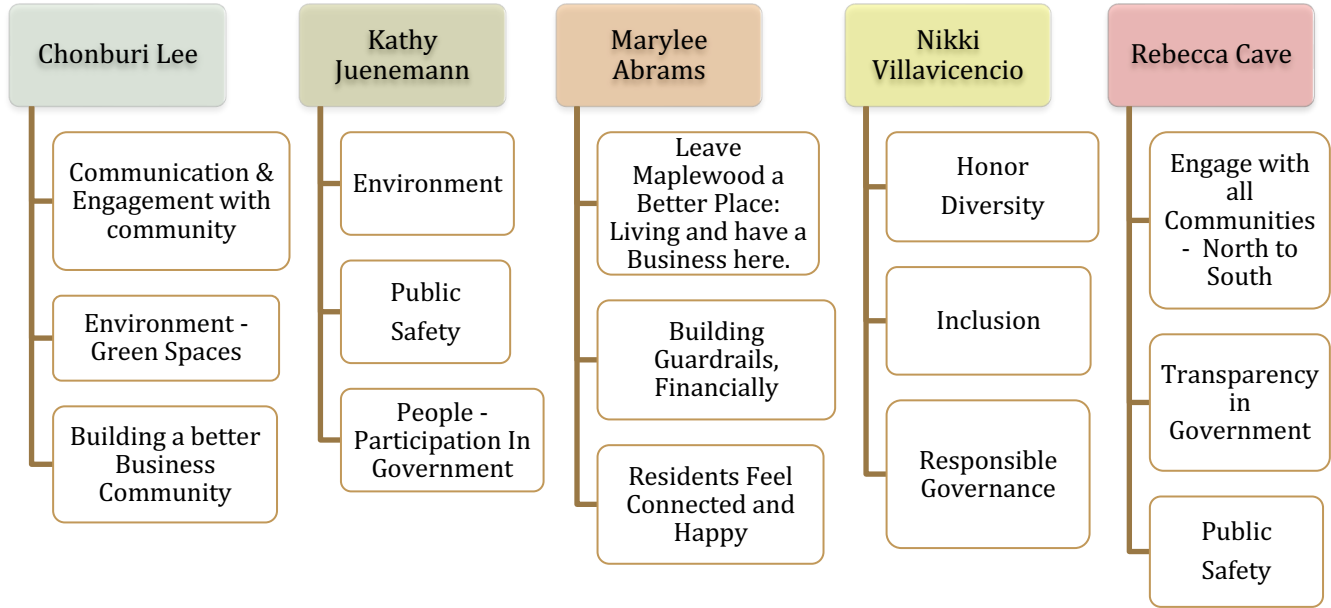 Chonburi Lee
Communication &
Engagement with
community
Environment -
Green Spaces
Building a better
Business
Community
Kathy
Juenemann
Environment
Public
Safety
People -
Participation In
Government
Marylee
Abrams
Leave
Maplewood a
Better Place:
Living and have a
Business here.
Building
Guardrails,
Financially
Residents Feel
Connected and
Happy
Nikki
Villavicencio
Honor
Diversity
Inclusion
Responsible
Governance
Rebecca Cave
Engage with
all
Communities
- North to
South
Transparency
in
Government
Public
Safety